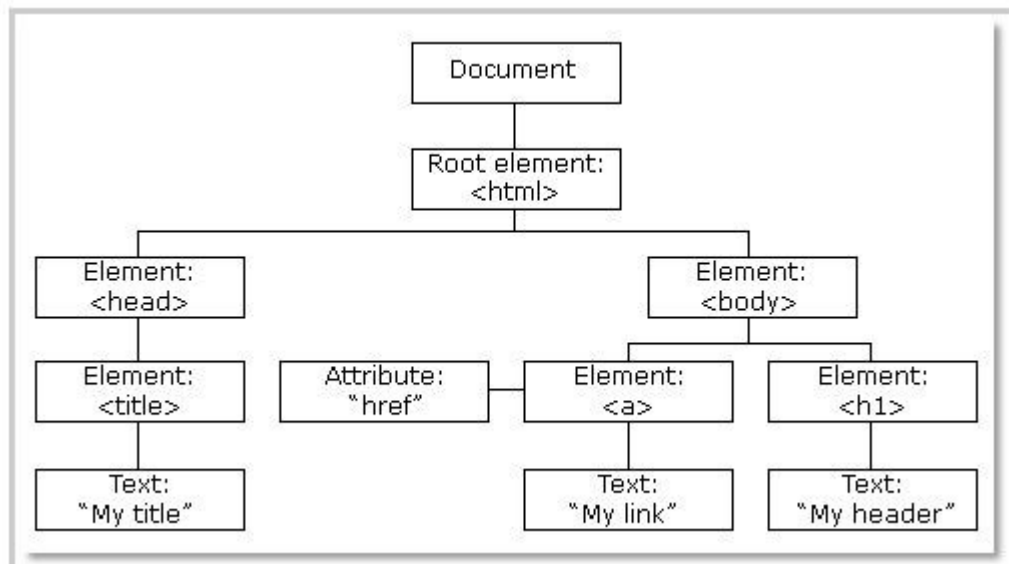 Document
Root element:
<html>
Element:
<head>
Element:
<body>
Element:
<title>
Attribute:
“href”
Element:
<a>
Element:
<h1>
Text:
“My title”
Text:
“My link”
Text:
“My header”